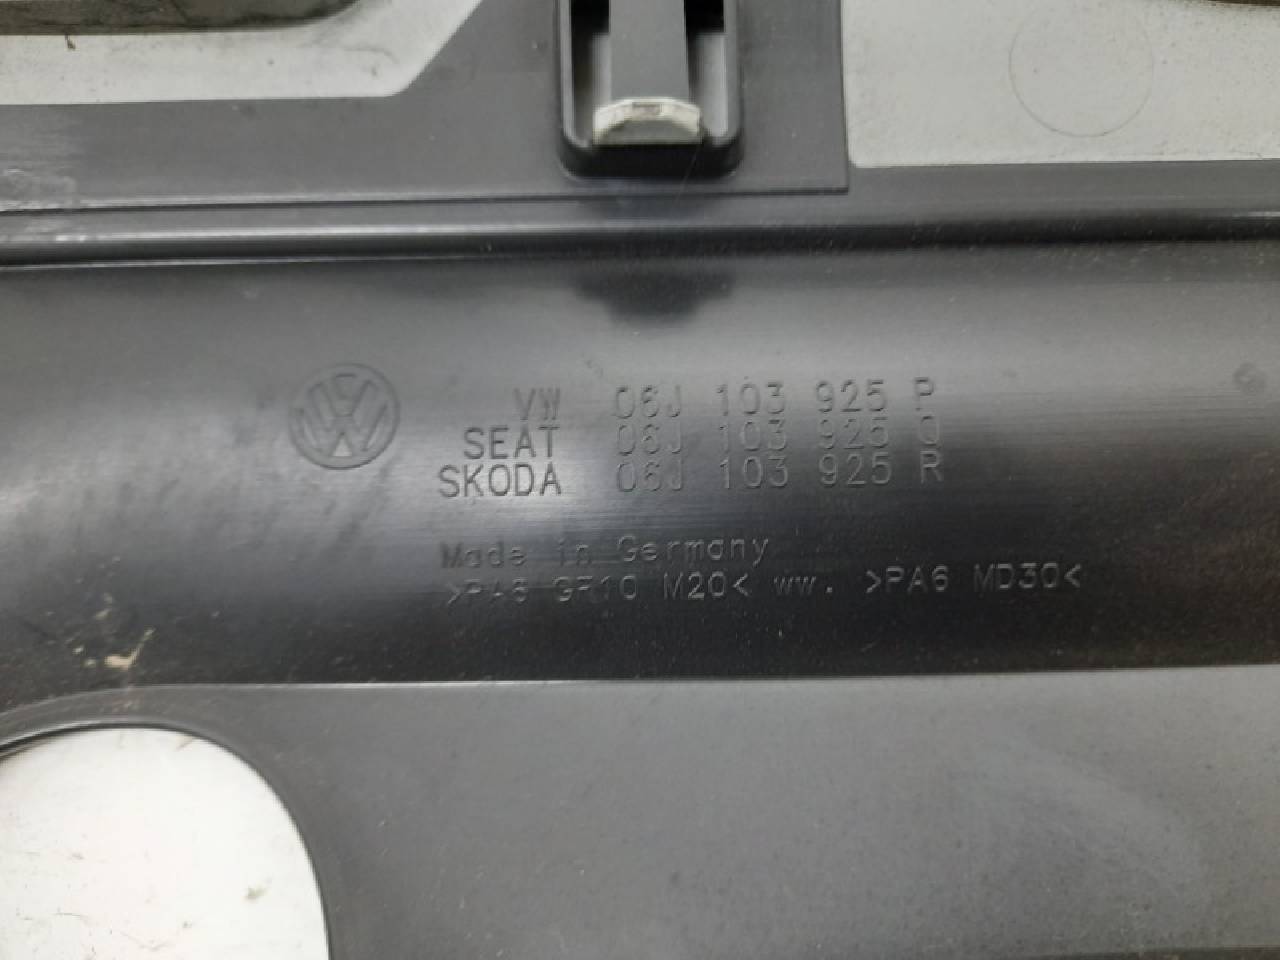 VW 06J 103 925 P
SEAT 06J 103 925 Q
SKODA 06J 103 925 R
Made in Germany
>PA6 GF10 M20< ww. >PA6 MD30<